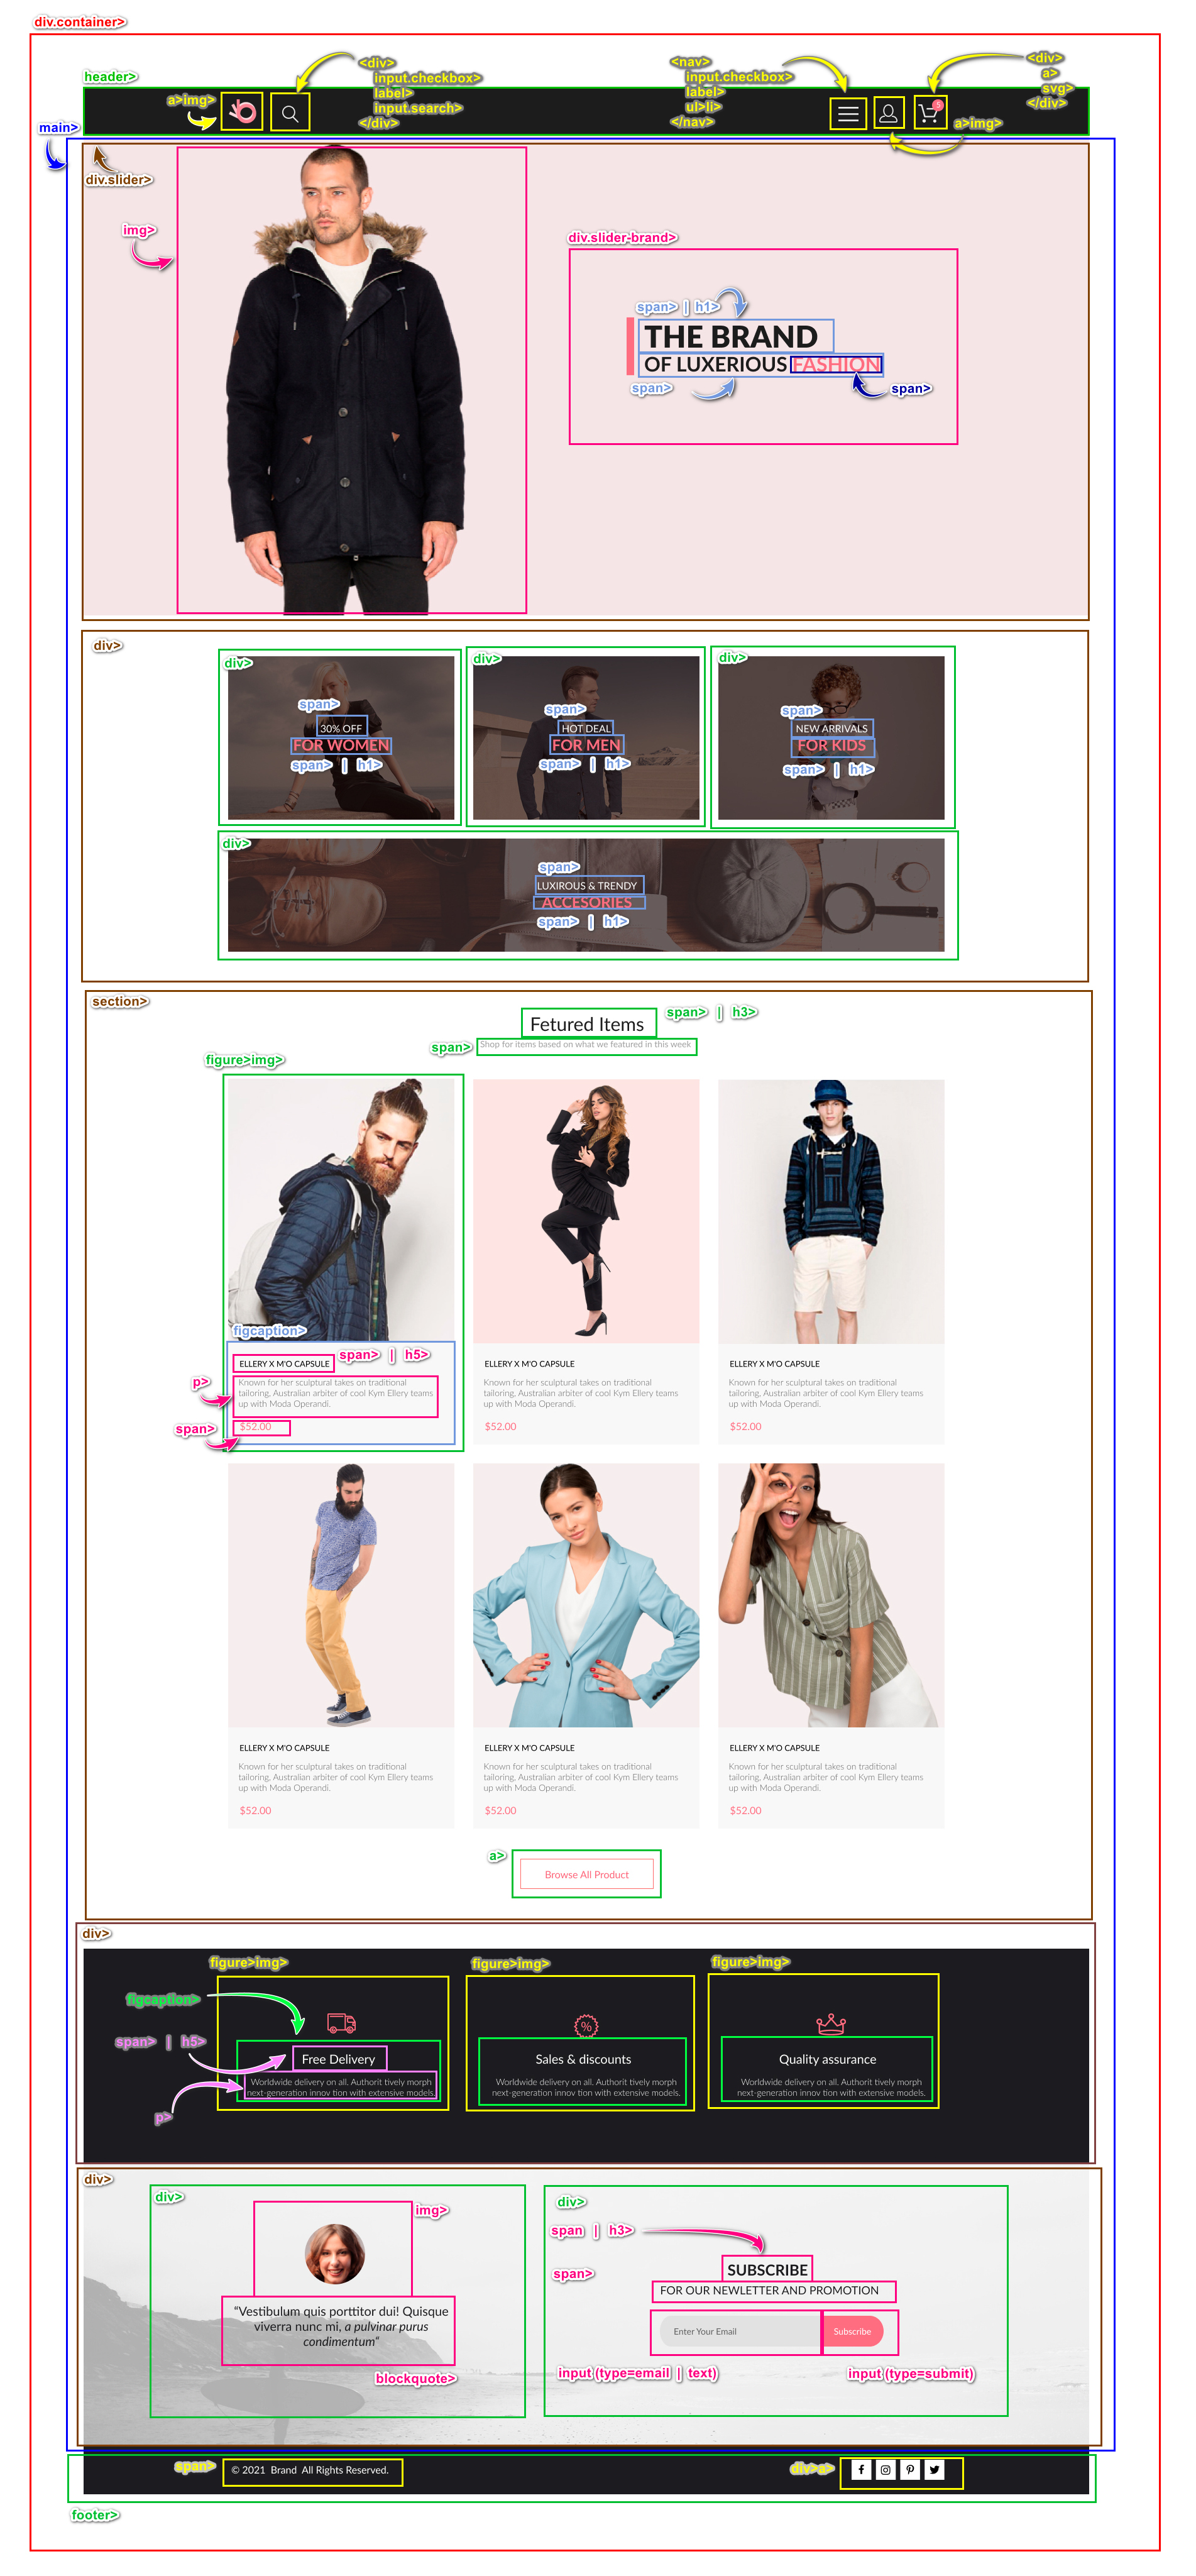 div.container>
header>
a>img>
<div>
input.checkbox>
label>
input.search>
</div>
<nav>
input.checkbox>
label>
ul>li>
</nav>
<div>
a>
svg>
</div>
5
a>img>
main>
div.slider>
img>
div.slider-brand>
span> | h1>
THE BRAND
OF LUXERIOUS FASHION
span>
span>
div>
div>
span>
30% OFF
FOR WOMEN
span> | h1>
div>
span>
HOT DEAL
FOR MEN
span> | h1>
div>
span>
NEW ARRIVALS
FOR KIDS
span> | h1>
div>
span>
LUXIROUS & TRENDY
ACCESORIES
span> | h1>
section>
Fetured Items
span> | h3>
span>
Shop for items based on what we featured in this week
figure>img>
figcaption>
ELLERY X M'O CAPSULE
span> | h5>
p>
Known for her sculptural takes on traditional
tailoring, Australian arbiter of cool Kym Ellery teams
up with Moda Operandi.
span>
$52.00
ELLERY X M'O CAPSULE
Known for her sculptural takes on traditional
tailoring, Australian arbiter of cool Kym Ellery teams
up with Moda Operandi.
$52.00
ELLERY X M'O CAPSULE
Known for her sculptural takes on traditional
tailoring, Australian arbiter of cool Kym Ellery teams
up with Moda Operandi.
$52.00
ELLERY X M'O CAPSULE
Known for her sculptural takes on traditional
tailoring, Australian arbiter of cool Kym Ellery teams
up with Moda Operandi.
$52.00
ELLERY X M'O CAPSULE
Known for her sculptural takes on traditional
tailoring, Australian arbiter of cool Kym Ellery teams
up with Moda Operandi.
$52.00
ELLERY X M'O CAPSULE
Known for her sculptural takes on traditional
tailoring, Australian arbiter of cool Kym Ellery teams
up with Moda Operandi.
$52.00
a>
Browse All Product
div>
figure>img>
figcaption>
span> | h5>
Free Delivery
Worldwide delivery on all. Authorit tively morph
next-generation innov tion with extensive models.
p>
figure>img>
Sales & discounts
Worldwide delivery on all. Authorit tively morph
next-generation innov tion with extensive models.
figure>img>
Quality assurance
Worldwide delivery on all. Authorit tively morph
next-generation innov tion with extensive models.
div>
div>
img>
“Vestibulum quis porttitor dui! Quisque
viverra nunc mi, a pulvinar purus
condimentum“
blockquote>
div>
span | h3>
SUBSCRIBE
span>
FOR OUR NEWLETTER AND PROMOTION
Enter Your Email
Subscribe
input (type=email | text)
input (type=submit)
span>
© 2021 Brand All Rights Reserved.
div>a>
footer>